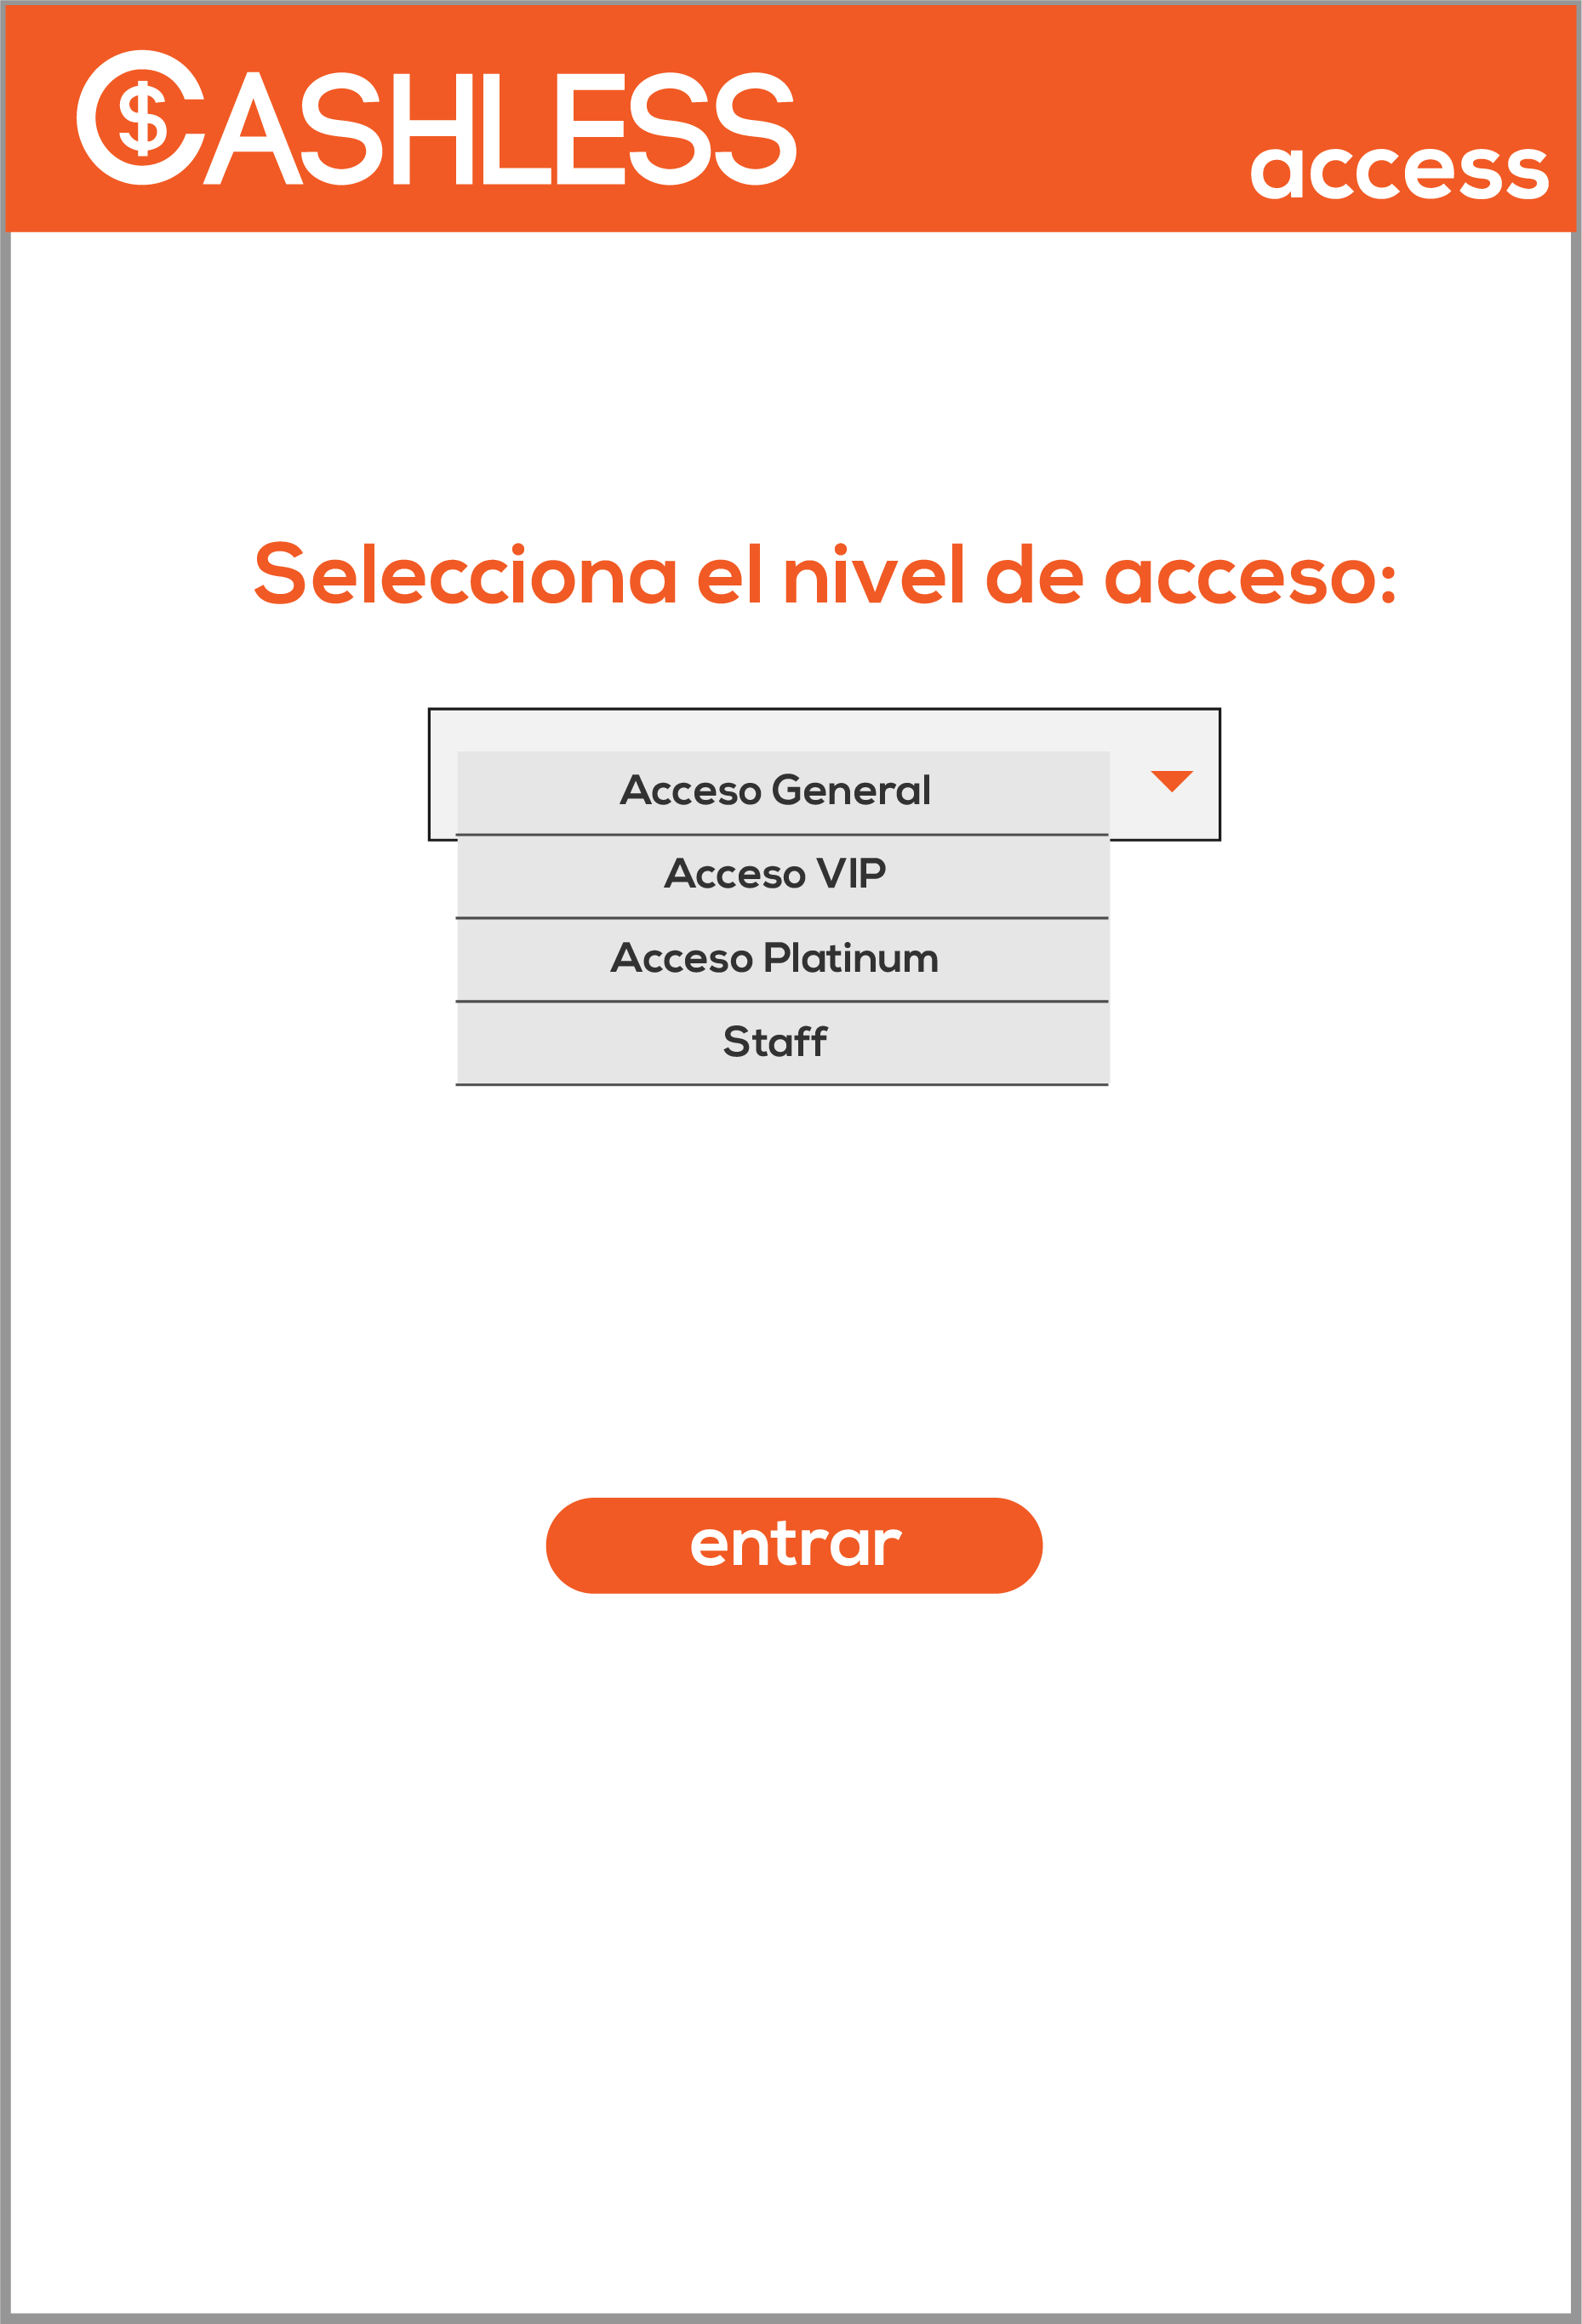 CASHLESS
access
Selecciona el nivel de acceso:
Acceso General
Acceso VIP
Acceso Platinum
Staff
entrar